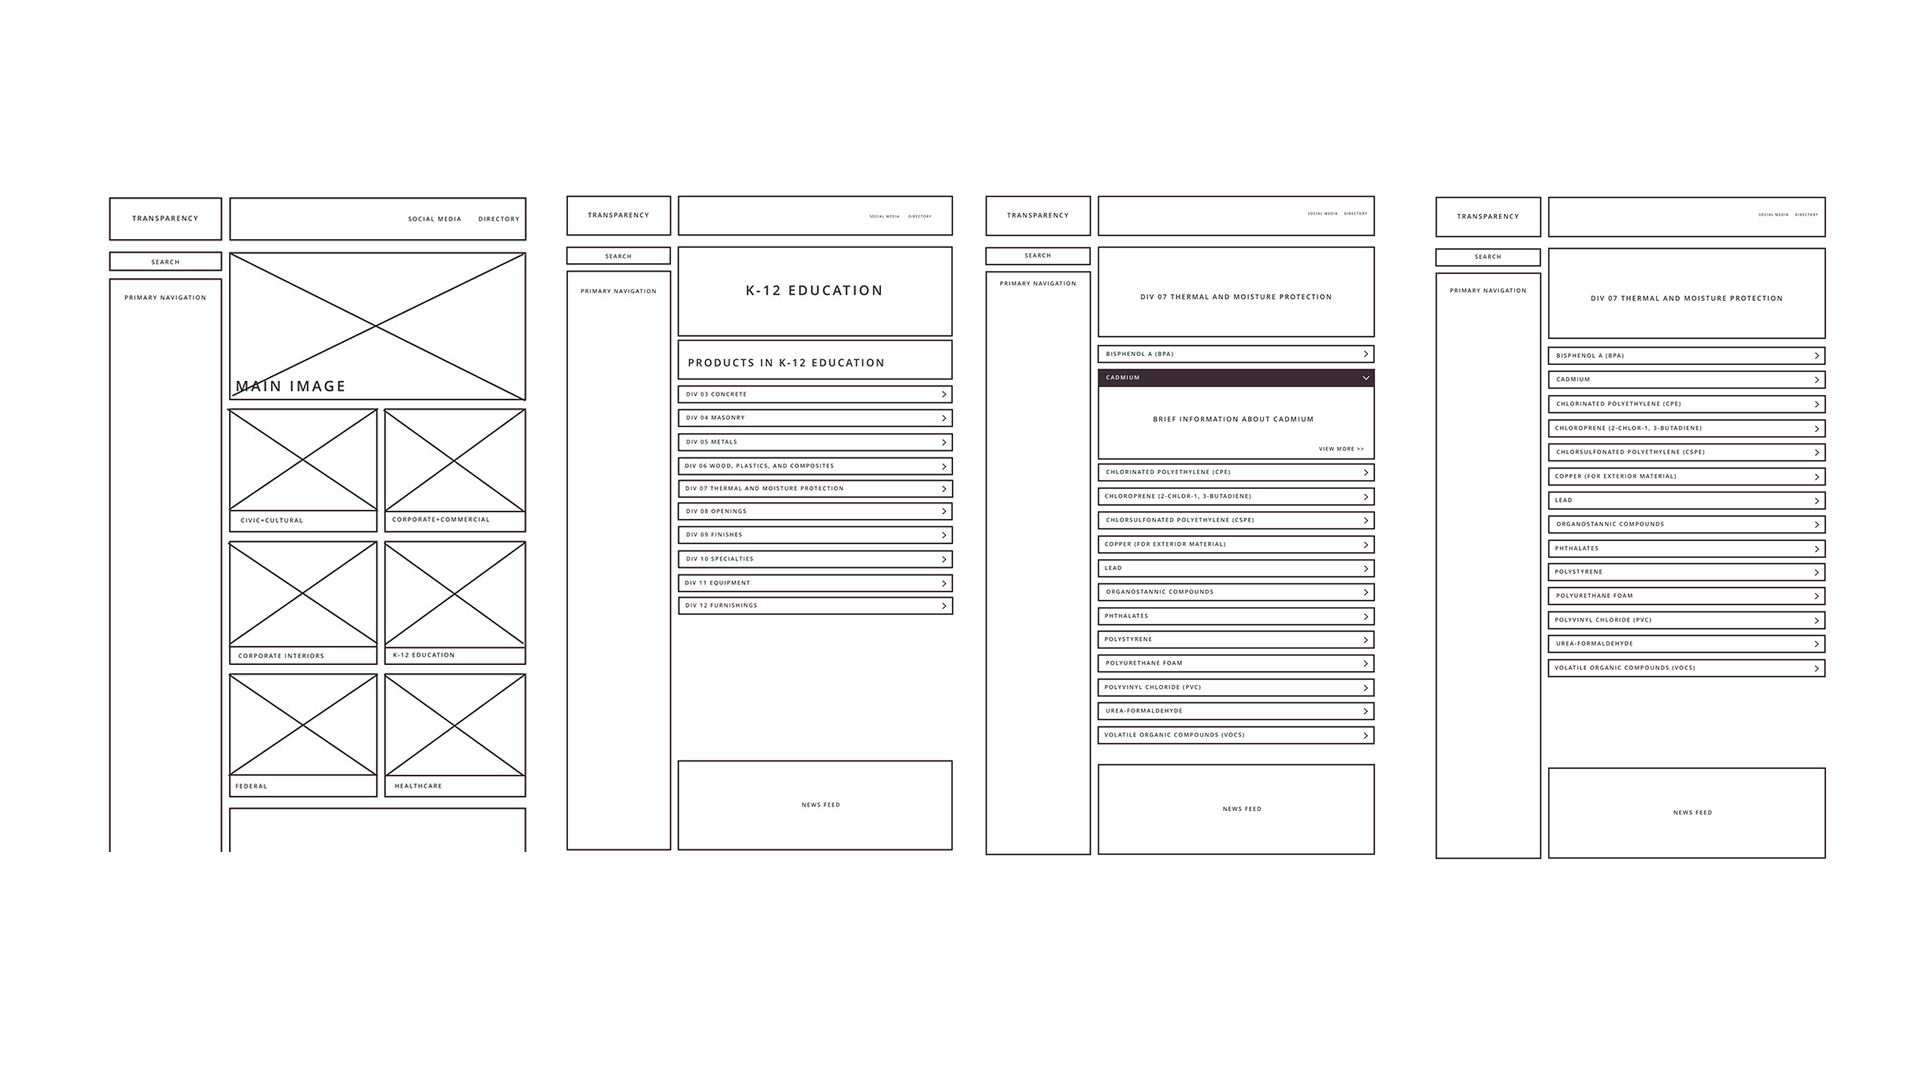 TRANSPARENCY
SOCIAL MEDIA DIRECTORY
SEARCH
PRIMARY NAVIGATION
MAIN IMAGE
CIVIC+CULTURAL
CORPORATE+COMMERCIAL
CORPORATE INTERIORS
K-12 EDUCATION
FEDERAL
HEALTHCARE
TRANSPARENCY
SOCIAL MEDIA DIRECTORY
SEARCH
PRIMARY NAVIGATION
K-12 EDUCATION
PRODUCTS IN K-12 EDUCATION
DIV 03 CONCRETE
DIV 04 MASONRY
DIV 05 METALS
DIV 06 WOOD, PLASTICS, AND COMPOSITES
DIV 07 THERMAL AND MOISTURE PROTECTION
DIV 08 OPENINGS
DIV 09 FINISHES
DIV 10 SPECIALTIES
DIV 11 EQUIPMENT
DIV 12 FURNISHINGS
NEWS FEED
TRANSPARENCY
SOCIAL MEDIA DIRECTORY
SEARCH
PRIMARY NAVIGATION
DIV 07 THERMAL AND MOISTURE PROTECTION
BISPHENOL A (BPA)
CADMIUM
BRIEF INFORMATION ABOUT CADMIUM
VIEW MORE >>
CHLORINATED POLYETHYLENE (CPE)
CHLOROPRENE (2-CHLOR-1, 3-BUTADIENE)
CHLORSULFONATED POLYETHYLENE (CSPE)
COPPER (FOR EXTERIOR MATERIAL)
LEAD
ORGANOSTANNIC COMPOUNDS
PHTHALATES
POLYSTYRENE
POLYURETHANE FOAM
POLYVINYL CHLORIDE (PVC)
UREA-FORMALDEHYDE
VOLATILE ORGANIC COMPOUNDS (VOCS)
NEWS FEED
TRANSPARENCY
SOCIAL MEDIA DIRECTORY
SEARCH
PRIMARY NAVIGATION
DIV 07 THERMAL AND MOISTURE PROTECTION
BISPHENOL A (BPA)
CADMIUM
CHLORINATED POLYETHYLENE (CPE)
CHLOROPRENE (2-CHLOR-1, 3-BUTADIENE)
CHLORSULFONATED POLYETHYLENE (CSPE)
COPPER (FOR EXTERIOR MATERIAL)
LEAD
ORGANOSTANNIC COMPOUNDS
PHTHALATES
POLYSTYRENE
POLYURETHANE FOAM
POLYVINYL CHLORIDE (PVC)
UREA-FORMALDEHYDE
VOLATILE ORGANIC COMPOUNDS (VOCS)
NEWS FEED